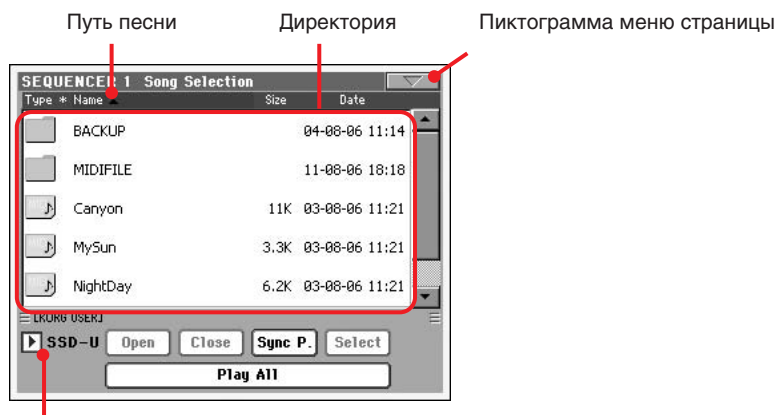 Путь песни Директория Пиктограмма меню страницы
SEQUENCER 1 Song Selection
Type * Name Size Date
BACKUP 04-08-06 11:14
MIDIFILE 11-08-06 18:18
Canyon 11K 03-08-06 11:21
MySun 3.3K 03-08-06 11:21
NightDay 6.2K 03-08-06 11:21
[KORG USER]
SSD-U Open Close Sync P. Select
Play All